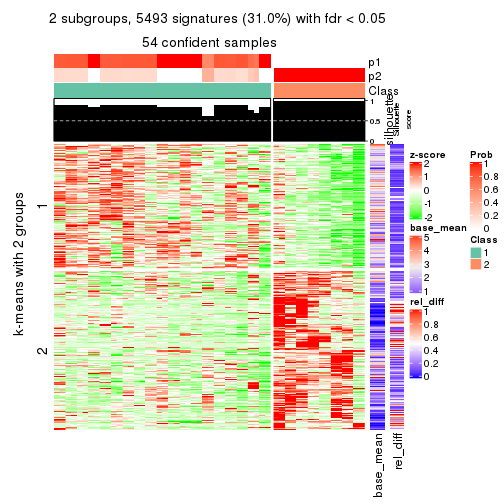 2 subgroups, 5493 signatures (31.0%) with fdr < 0.05
54 confident samples
p1
p2
Class
1
0.5
0
silhouette
Silhouette
score
k-means with 2 groups
1
2
base_mean
rel_diff
z-score
2
1
0
-1
-2
base_mean
5
4
3
2
1
rel_diff
1
0.8
0.6
0.4
0.2
0
Prob
1
0.8
0.6
0.4
0.2
0
Class
1
2